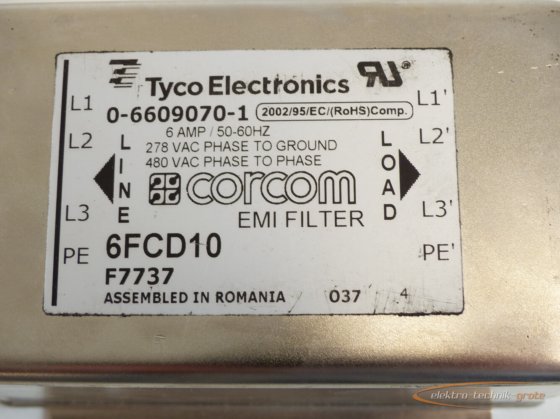 Tyco Electronics
0-6609070-1 2002/95/EC/(RoHS)Comp.
6 AMP / 50-60HZ
278 VAC PHASE TO GROUND
480 VAC PHASE TO PHASE
corcom
EMI FILTER
6FCD10
F7737
ASSEMBLED IN ROMANIA 037 4
LINE
LOAD
L1
L2
L3
PE
L1'
L2'
L3'
PE'
elektro-technik-grote